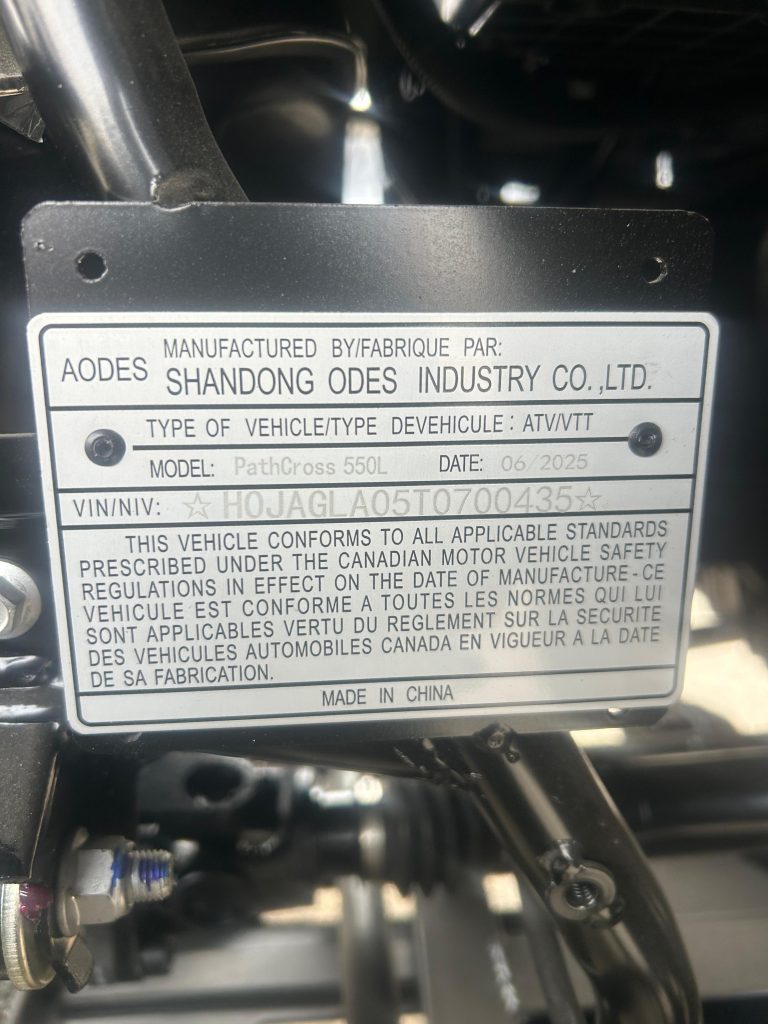 AODES
MANUFACTURED BY/FABRIQUE PAR:
SHANDONG ODES INDUSTRY CO.,LTD.
TYPE OF VEHICLE/TYPE DEVEHICULE: ATV/VTT
MODEL: PathCross 550L DATE: 06/2025
VIN/NIV: ☆H0JAGLA05T0700435☆
THIS VEHICLE CONFORMS TO ALL APPLICABLE STANDARDS
PRESCRIBED UNDER THE CANADIAN MOTOR VEHICLE SAFETY
REGULATIONS IN EFFECT ON THE DATE OF MANUFACTURE-CE
VEHICULE EST CONFORME A TOUTES LES NORMES QUI LUI
SONT APPLICABLES VERTU DU REGLEMENT SUR LA SECURITE
DES VEHICULES AUTOMOBILES CANADA EN VIGUEUR A LA DATE
DE SA FABRICATION.
MADE IN CHINA